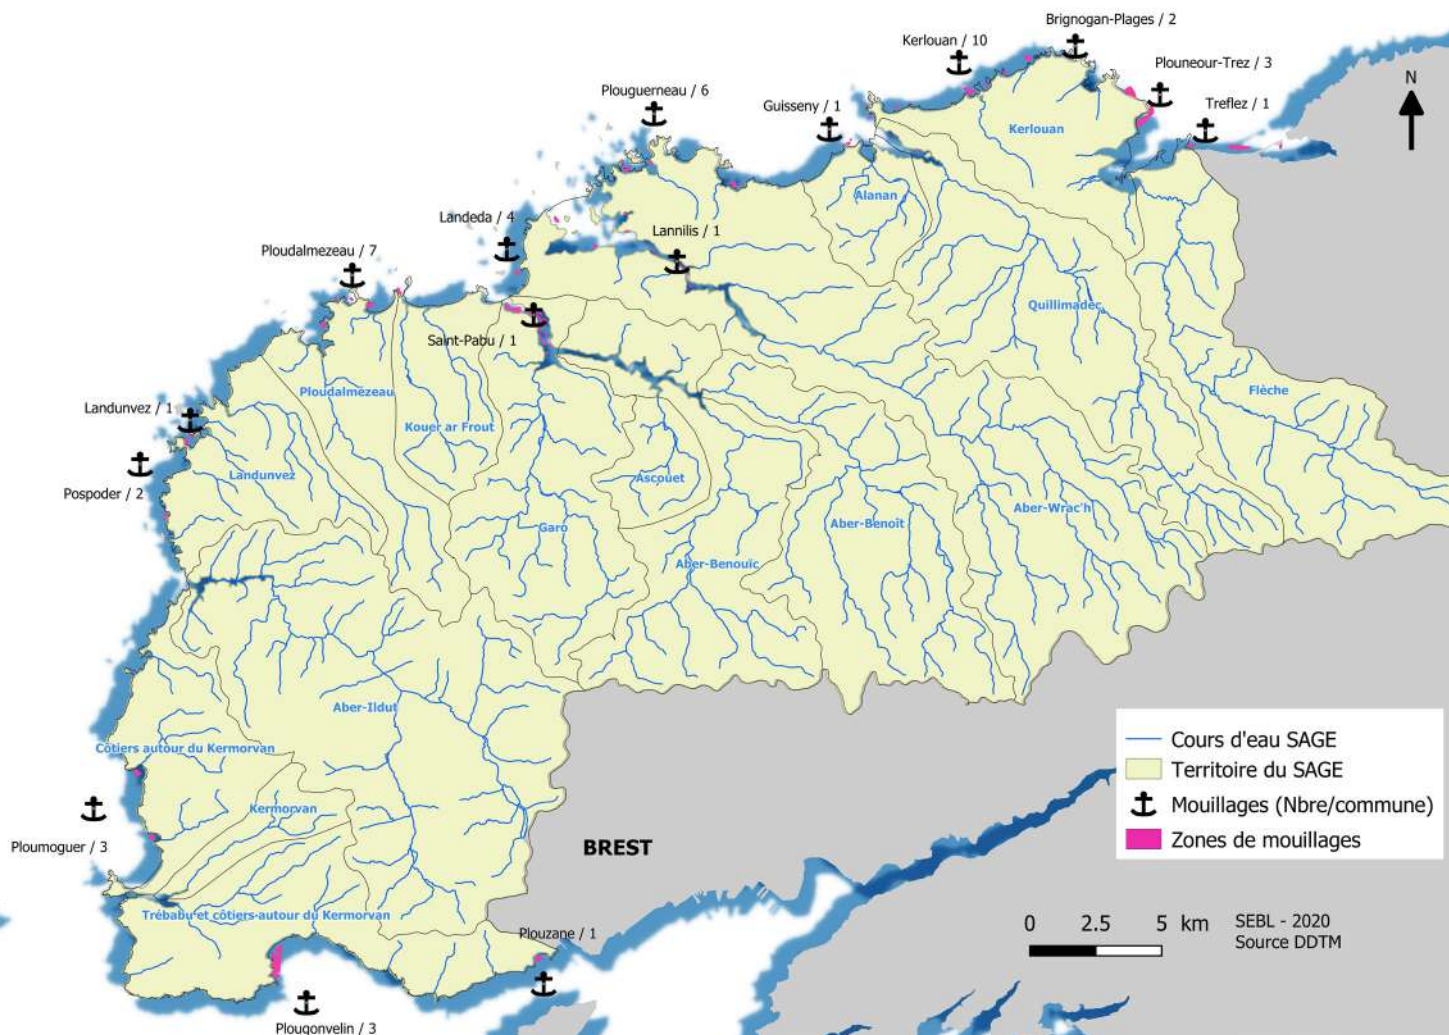 Brignogan-Plages / 2
Kerlouan / 10
Plouneour-Trez / 3
N
Plouguerneau / 6
Guisseny / 1
Treflez / 1
Kerlouan
Alanan
Landeda / 4
Lannilis / 1
Ploudalmezeau / 7
Quillimadec
Saint-Pabu / 1
Ploudalmézeau
Flèche
Landunvez / 1
Kouer ar Frout
Landunvez
Ascouet
Pospoder / 2
Aber-Wrac'h
Garo
Aber-Benoît
Aber-Benouïc
Aber-Ildut
Côtiers autour du Kermorvan
Cours d'eau SAGE
Territoire du SAGE
Mouillages (Nbre/commune)
Zones de mouillages
Kermorvan
Ploumoguer / 3
BREST
Trébabu et côtiers autour du Kermorvan
Plouzane / 1
0 2.5 5 km
SEBL - 2020
Source DDTM
Plougonvelin / 3